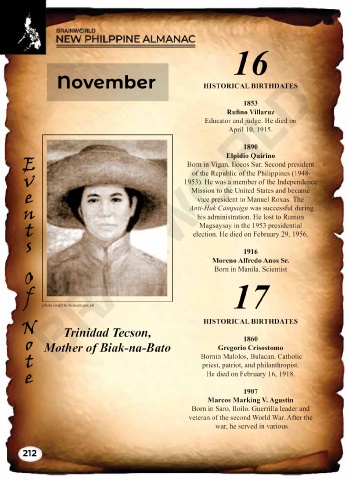 BRAINWORLD
NEW PHILPPINE ALMANAC
November
Events of Note
Trinidad Tecson,
Mother of Biak-na-Bato
16
HISTORICAL BIRTHDATES
1853
Rufino Villaruz
Educator and judge. He died on
April 10, 1915.
1890
Elpidio Quirino
Born in Vigan, Ilocos Sur. Second president
of the Republic of the Philippines (1948-
1953). He was a member of the Independence
Mission to the United States and became
vice president to Manuel Roxas. The
Anti-Huk Campaign was successful during
his administration. He lost to Ramon
Magsaysay in the 1953 presidential
election. He died on February 29, 1956.
1916
Moreno Alfredo Anos Sr.
Born in Manila. Scientist
17
HISTORICAL BIRTHDATES
1860
Gregorio Crisostomo
Bornin Malolos, Bulacan. Catholic
priest, patriot, and philanthropist.
He died on February 16, 1918.
1907
Marcos Marking V. Agustin
Born in Saro, Iloilo. Guerrilla leader and
veteran of the second World War. After the
war, he served in various
212